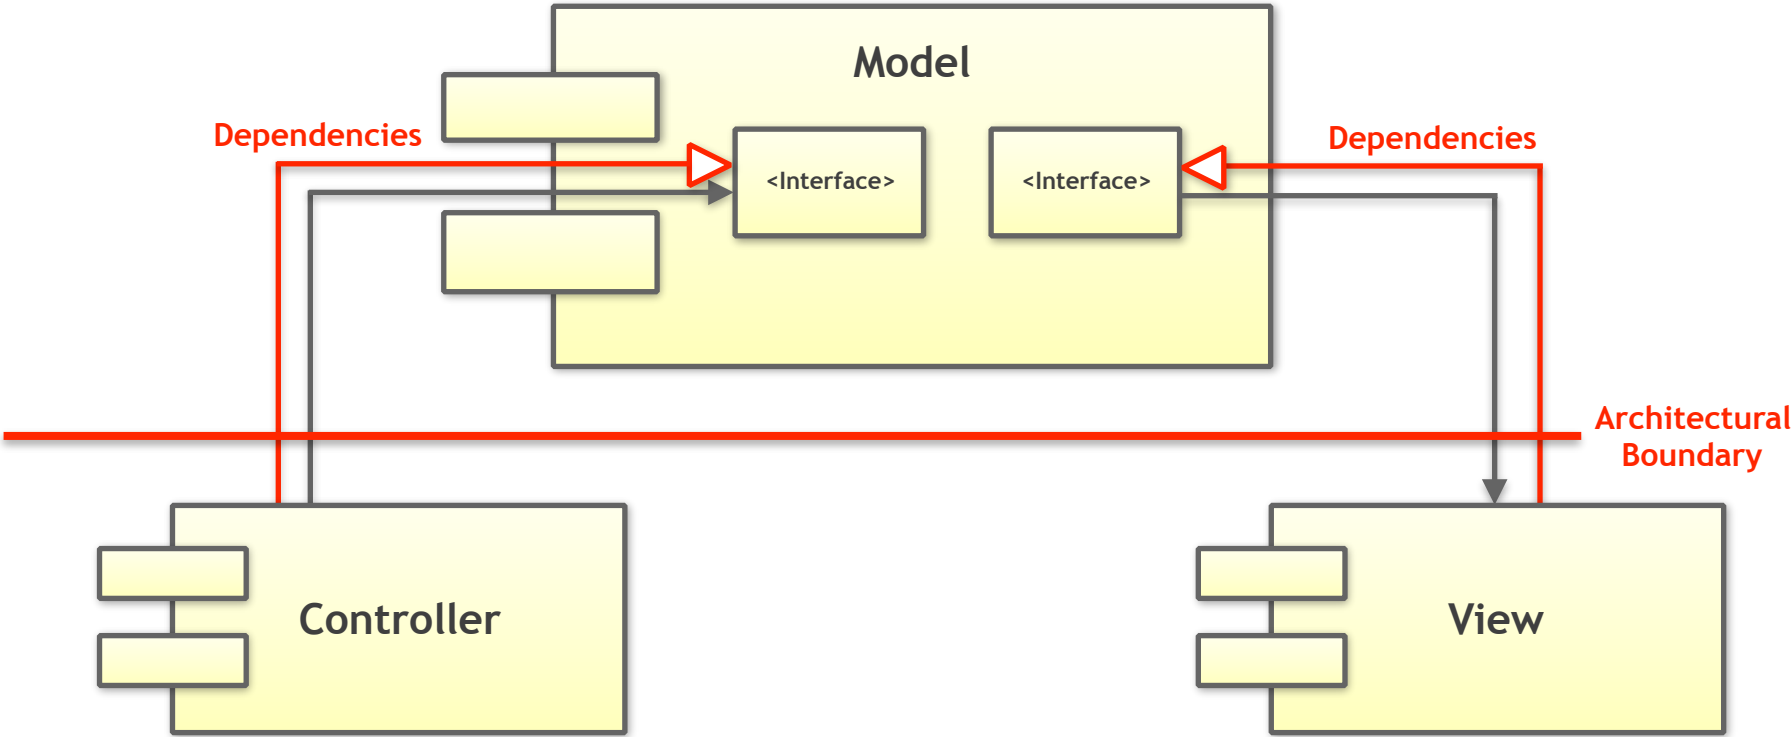 Model
Dependencies
Dependencies
<Interface>
<Interface>
Architectural
Boundary
Controller
View